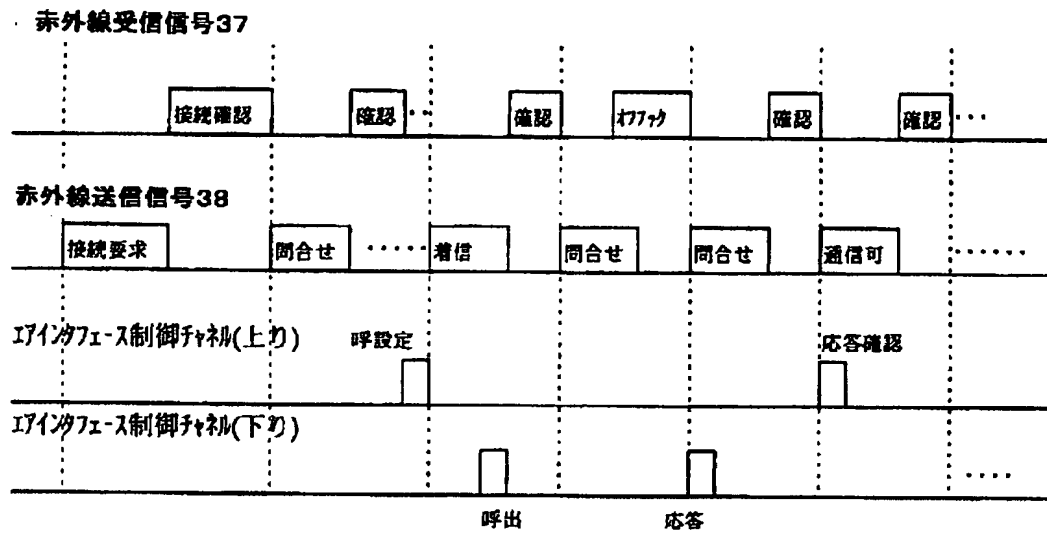 赤外線受信信号37
接続確認 確認 ・・ 確認 オフフック 確認 確認 ・・・
赤外線送信信号38
接続要求 問合せ ・・・・・ 着信 問合せ 問合せ 通信可 ・・・・・・
エアインタフェース制御チャネル(上り) 呼設定 応答確認
エアインタフェース制御チャネル(下り)
・・・・
呼出 応答